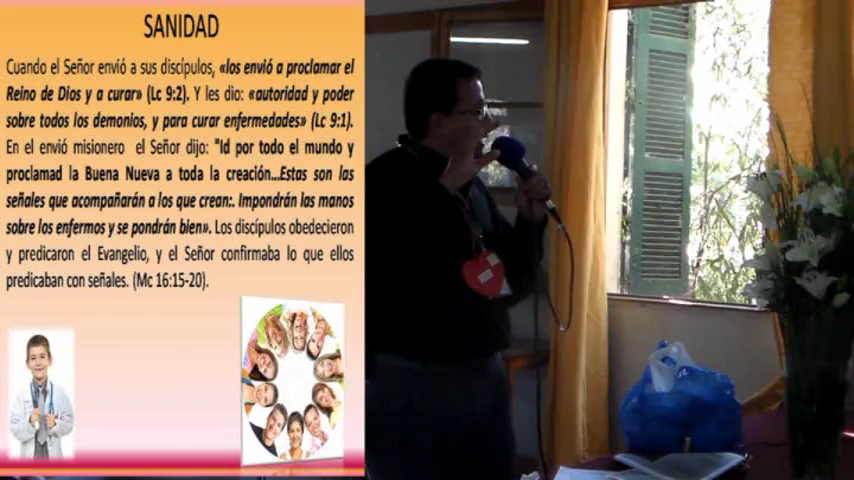 SANIDAD
Cuando el Señor envió a sus discípulos, «los envió a proclamar el
Reino de Dios y a curar» (Lc 9:2). Y les dio: «autoridad y poder
sobre todos los demonios, y para curar enfermedades» (Lc 9:1).
En el envió misionero el Señor dijo: "Id por todo el mundo y
proclamad la Buena Nueva a toda la creación...Estas son las
señales que acompañarán a los que crean:. Impondrán las manos
sobre los enfermos y se pondrán bien». Los discípulos obedecieron
y predicaron el Evangelio, y el Señor confirmaba lo que ellos
predicaban con señales. (Mc 16:15-20).